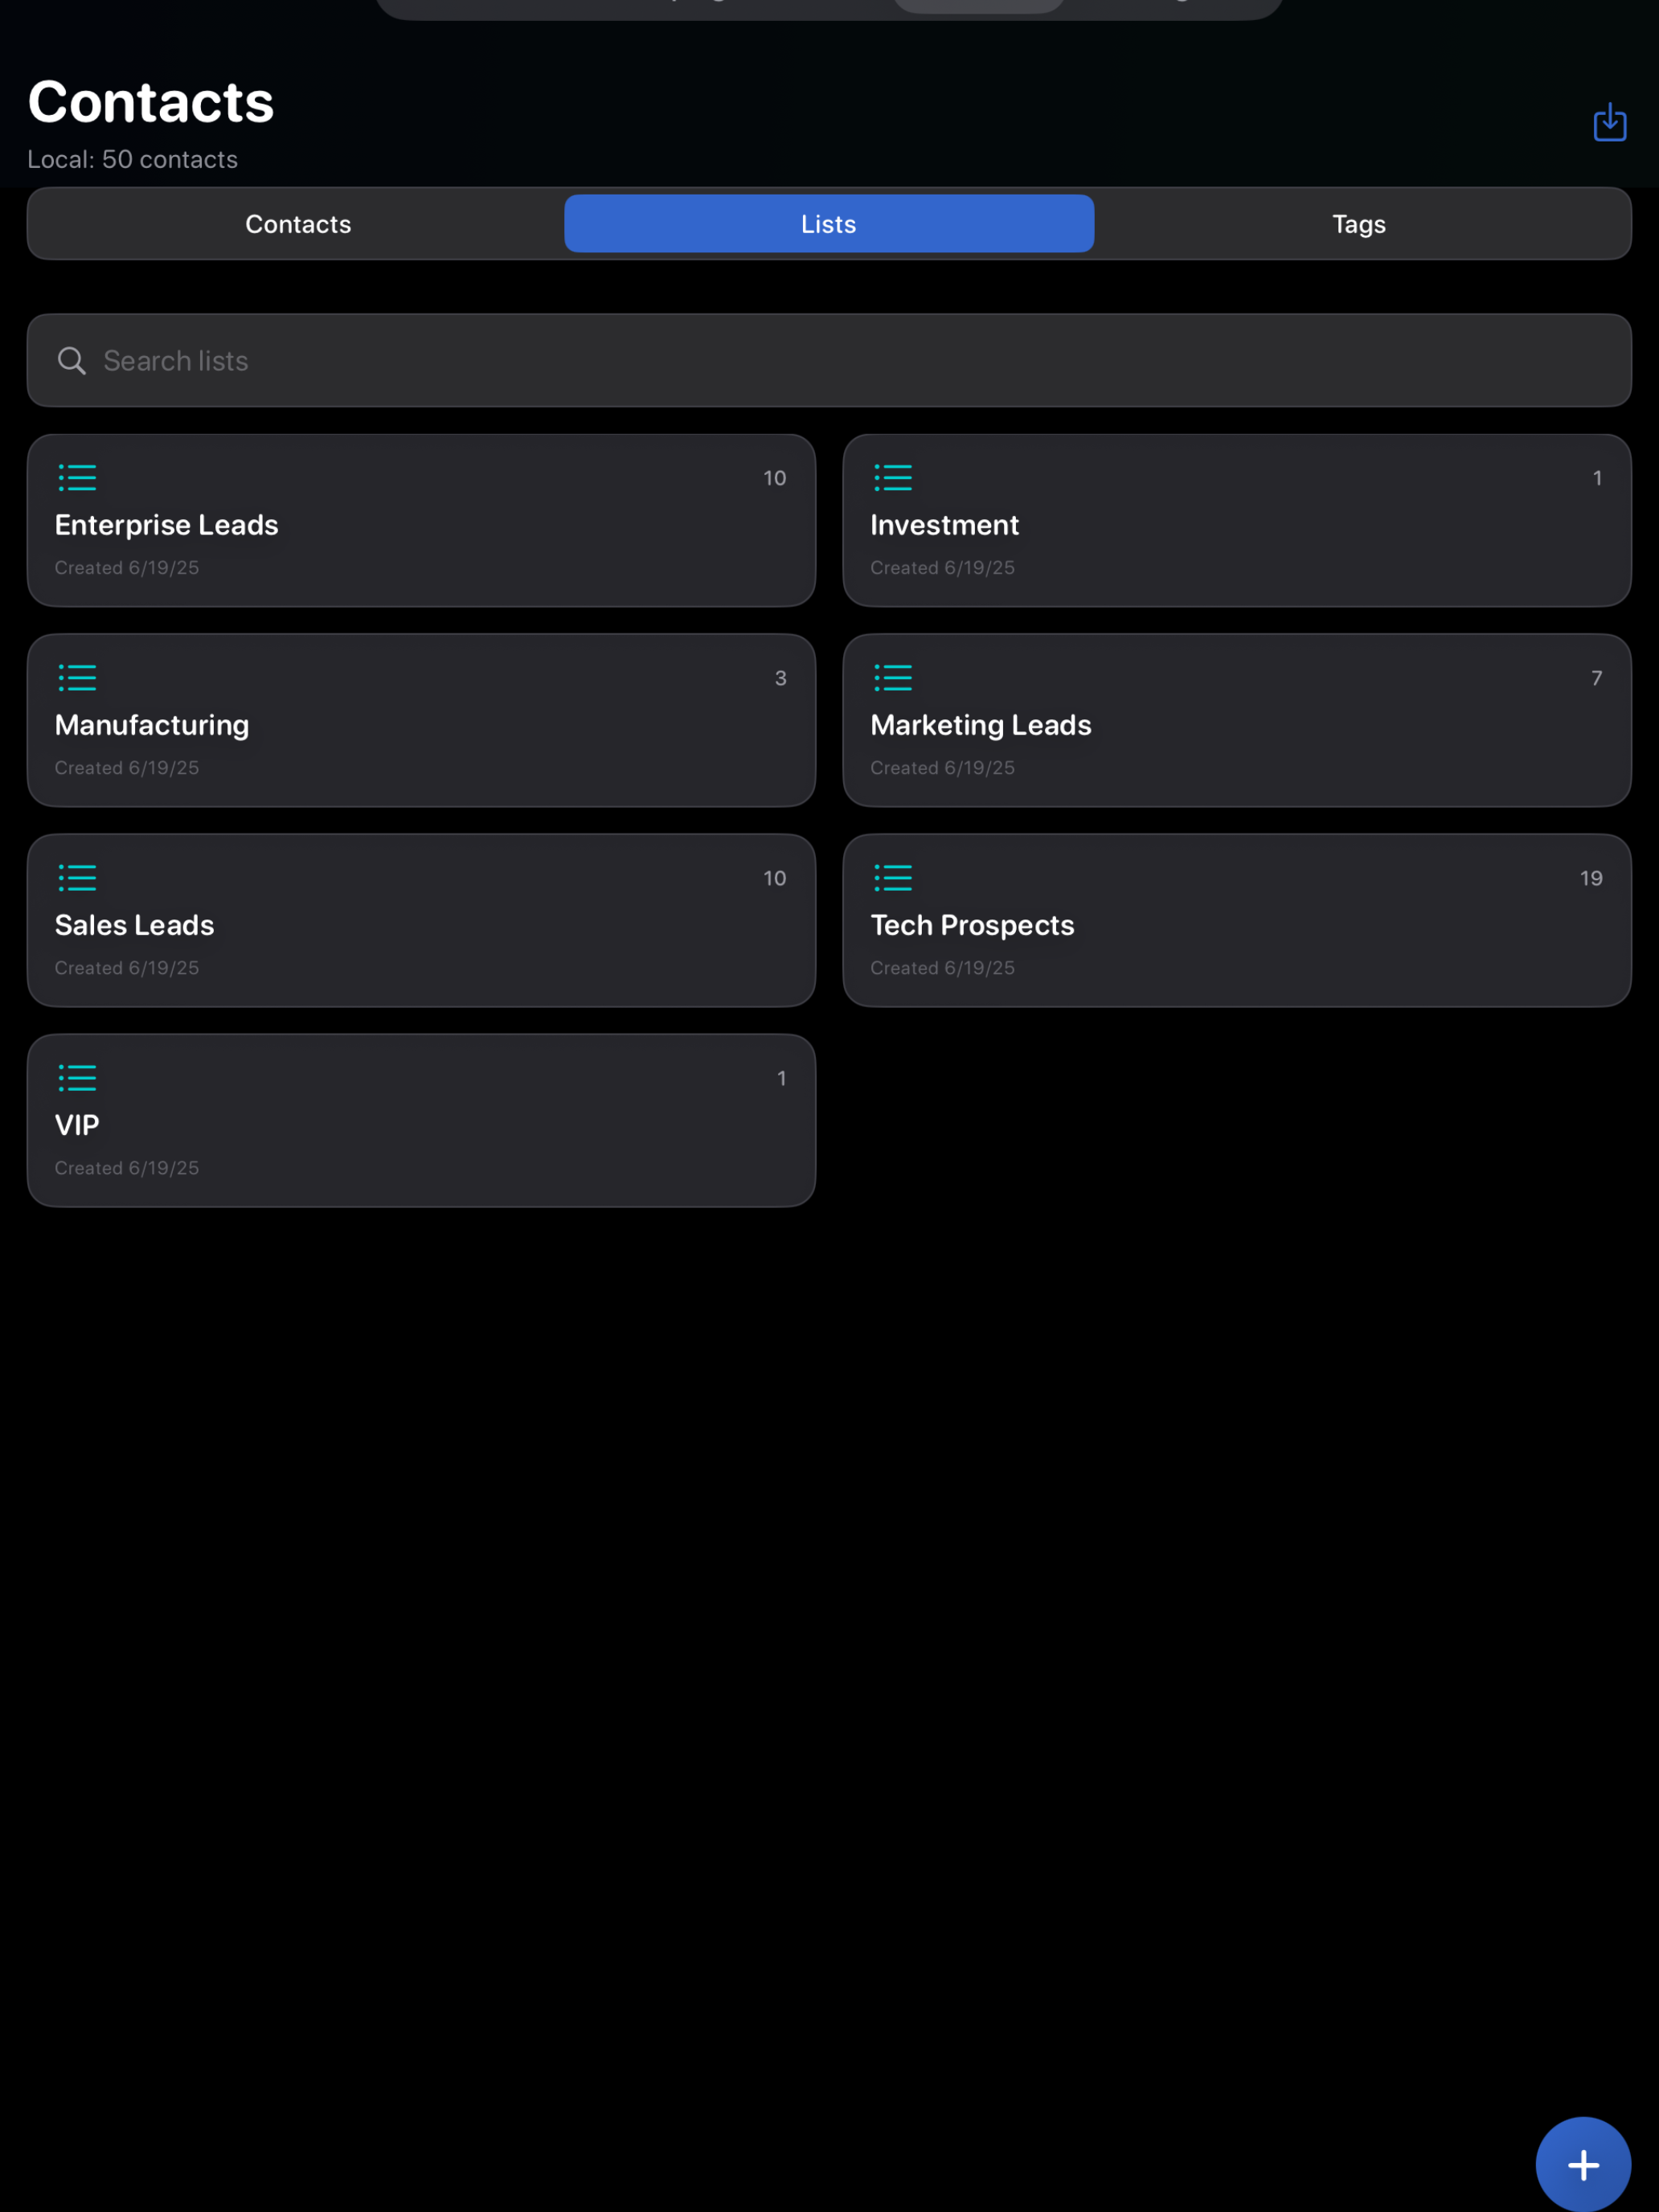 Contacts
Local: 50 contacts
Contacts Lists Tags
Search lists
10 1
Enterprise Leads Investment
Created 6/19/25 Created 6/19/25
3 7
Manufacturing Marketing Leads
Created 6/19/25 Created 6/19/25
10 19
Sales Leads Tech Prospects
Created 6/19/25 Created 6/19/25
1
VIP
Created 6/19/25